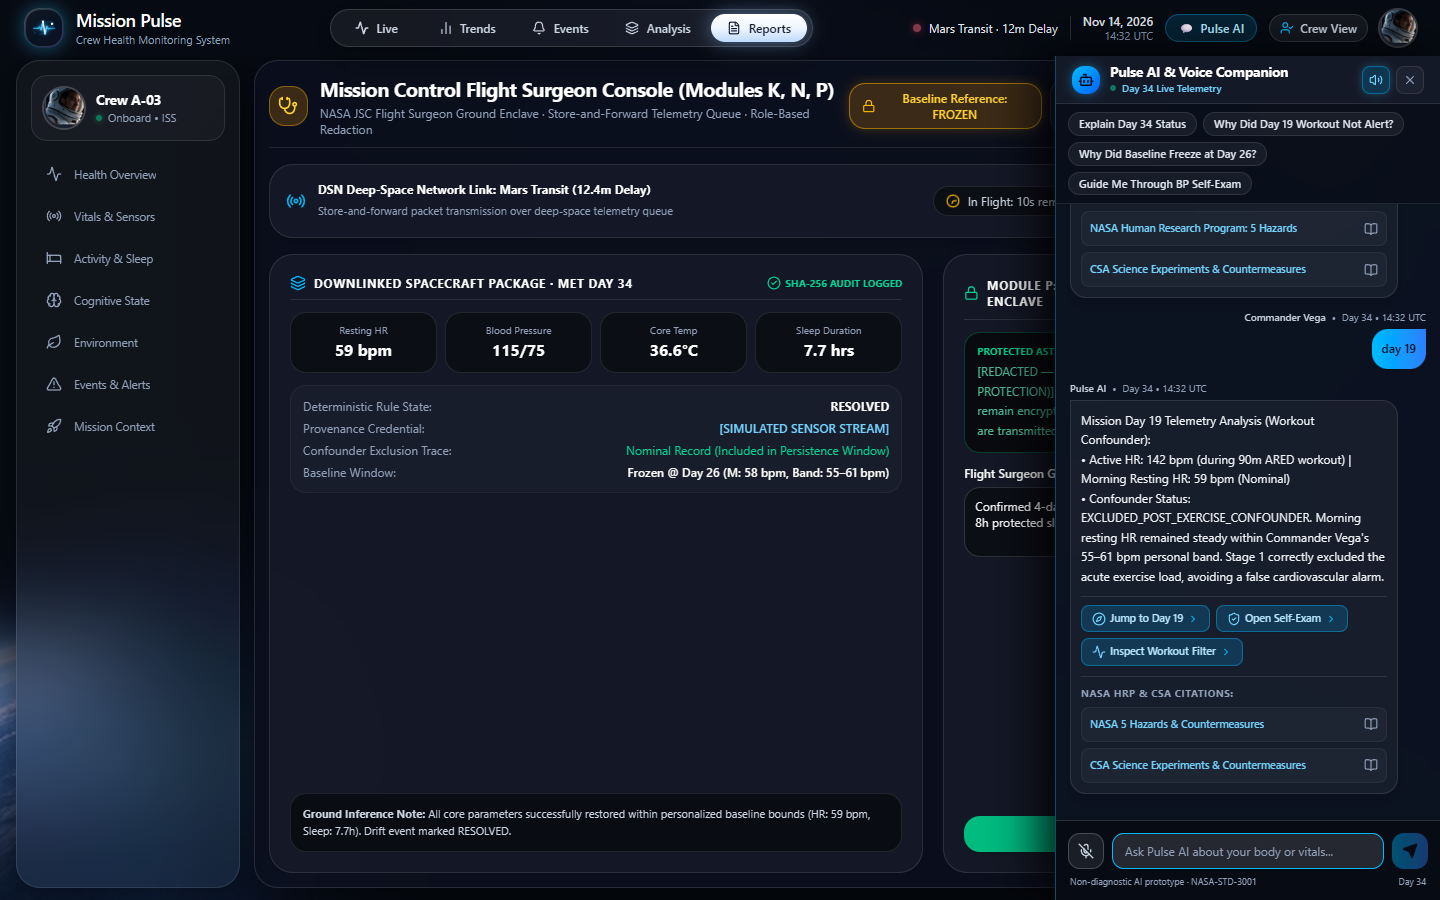 Mission Pulse
Crew Health Monitoring System
Live
Trends
Events
Analysis
Reports
Mars Transit · 12m Delay
Nov 14, 2026
14:32 UTC
Pulse AI
Crew View
Crew A-03
Onboard • ISS
Health Overview
Vitals & Sensors
Activity & Sleep
Cognitive State
Environment
Events & Alerts
Mission Context
Mission Control Flight Surgeon Console (Modules K, N, P)
NASA JSC Flight Surgeon Ground Enclave · Store-and-Forward Telemetry Queue · Role-Based
Redaction
Baseline Reference:
FROZEN
DSN Deep-Space Network Link: Mars Transit (12.4m Delay)
Store-and-forward packet transmission over deep-space telemetry queue
In Flight: 10s
DOWNLINKED SPACECRAFT PACKAGE · MET DAY 34
SHA-256 AUDIT LOGGED
Resting HR
59 bpm
Blood Pressure
115/75
Core Temp
36.6°C
Sleep Duration
7.7 hrs
Deterministic Rule State:
RESOLVED
Provenance Credential:
[SIMULATED SENSOR STREAM]
Confounder Exclusion Trace:
Nominal Record (Included in Persistence Window)
Baseline Window:
Frozen @ Day 26 (M: 58 bpm, Band: 55–61 bpm)
Ground Inference Note: All core parameters successfully restored within personalized baseline bounds (HR: 59 bpm,
Sleep: 7.7h). Drift event marked RESOLVED.
MODULE P:
ENCLAVE
PROTECTED
[REDACTED —
PROTECTION)]
remain
are transmitted
Flight Surgeon
Confirmed
8h protected
Pulse AI & Voice Companion
Day 34 Live Telemetry
Explain Day 34 Status
Why Did Day 19 Workout Not Alert?
Why Did Baseline Freeze at Day 26?
Guide Me Through BP Self-Exam
NASA Human Research Program: 5 Hazards
CSA Science Experiments & Countermeasures
Commander Vega • Day 34 • 14:32 UTC
day 19
Pulse AI • Day 34 • 14:32 UTC
Mission Day 19 Telemetry Analysis (Workout
Confounder):
• Active HR: 142 bpm (during 90m ARED workout) |
Morning Resting HR: 59 bpm (Nominal)
• Confounder Status:
EXCLUDED_POST_EXERCISE_CONFOUNDER. Morning
resting HR remained steady within Commander Vega's
55–61 bpm personal band. Stage 1 correctly excluded the
acute exercise load, avoiding a false cardiovascular alarm.
Jump to Day 19
Open Self-Exam
Inspect Workout Filter
NASA HRP & CSA CITATIONS:
NASA 5 Hazards & Countermeasures
CSA Science Experiments & Countermeasures
Ask Pulse AI about your body or vitals...
Non-diagnostic AI prototype · NASA-STD-3001
Day 34